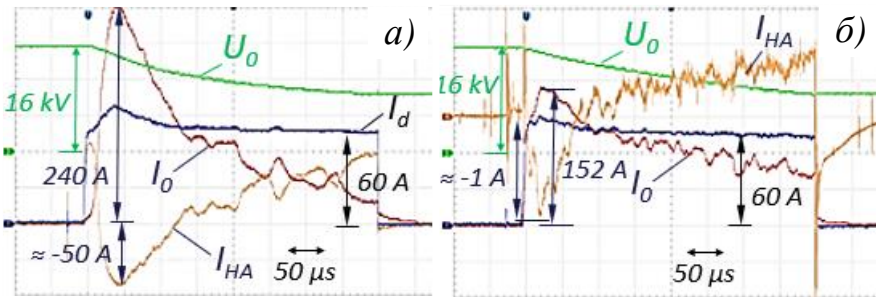 а)
U0
16 kV
Id
240 A
I0
60 A
≈ -50 A
IHA
50 µs
б)
IHA
U0
16 kV
≈ -1 A
152 A
I0
60 A
50 µs